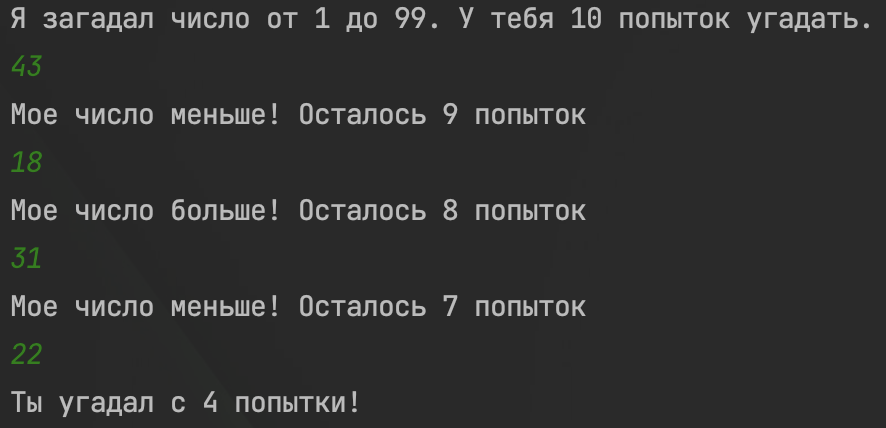 Я загадал число от 1 до 99. У тебя 10 попыток угадать.
43
Мое число меньше! Осталось 9 попыток
18
Мое число больше! Осталось 8 попыток
31
Мое число меньше! Осталось 7 попыток
22
Ты угадал с 4 попытки!